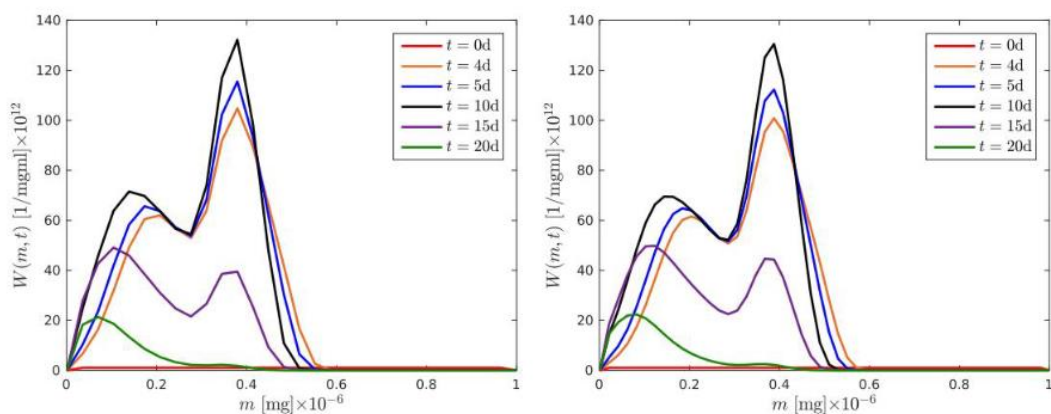 140
120
100
80
60
40
20
0
W(m, t) [1/mgml]×10^12
t = 0d
t = 4d
t = 5d
t = 10d
t = 15d
t = 20d
0 0.2 0.4 0.6 0.8 1
m [mg]×10^-6
140
120
100
80
60
40
20
0
W(m, t) [1/mgml]×10^12
t = 0d
t = 4d
t = 5d
t = 10d
t = 15d
t = 20d
0 0.2 0.4 0.6 0.8 1
m [mg]×10^-6